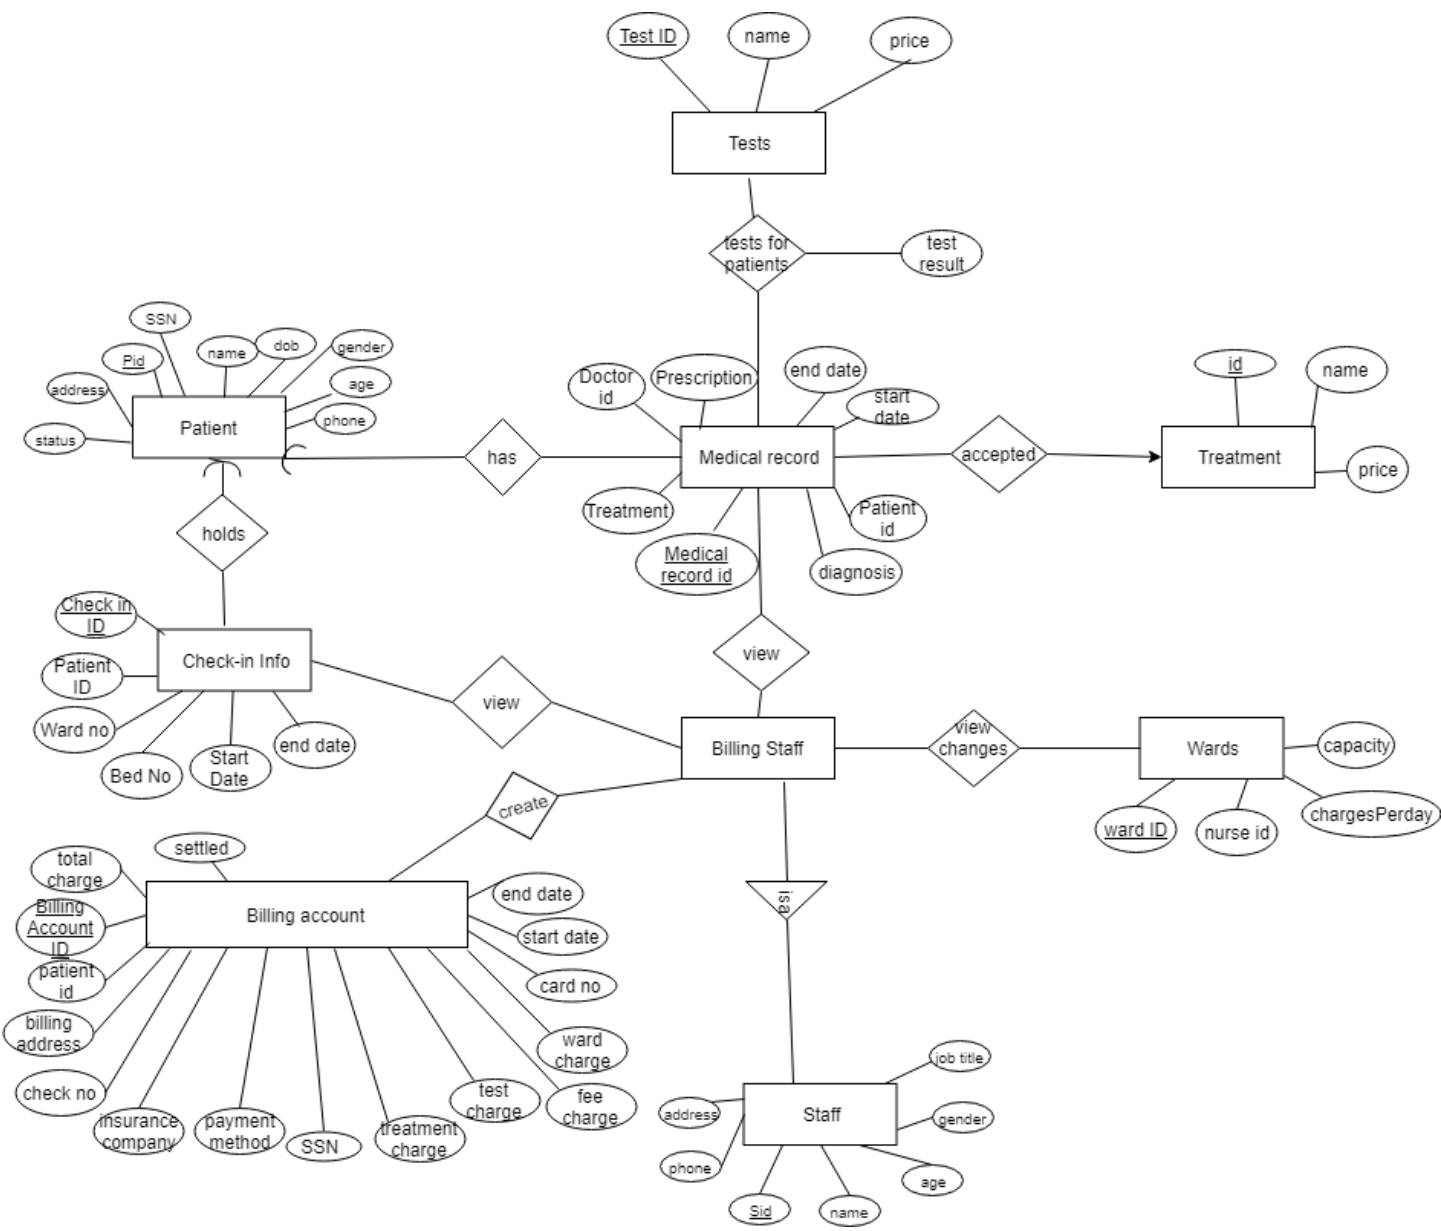 Test ID
name
price
Tests
tests for
patients
test
result
SSN
Pid
name
dob
gender
address
age
status
phone
Patient
Doctor
id
Prescription
end date
start
date
id
name
has
Medical record
accepted
Treatment
price
Treatment
Patient
id
Medical
record id
diagnosis
holds
Check in
ID
Patient
ID
Check-in Info
Ward no
Bed No
Start
Date
end date
view
view
Billing Staff
view
changes
Wards
capacity
chargesPerday
ward ID
nurse id
create
settled
total
charge
Billing
Account
ID
patient
id
billing
address
check no
Billing account
end date
start date
card no
ward
charge
fee
charge
test
charge
treatment
charge
SSN
payment
method
insurance
company
isa
job title
address
Staff
gender
phone
age
Sid
name